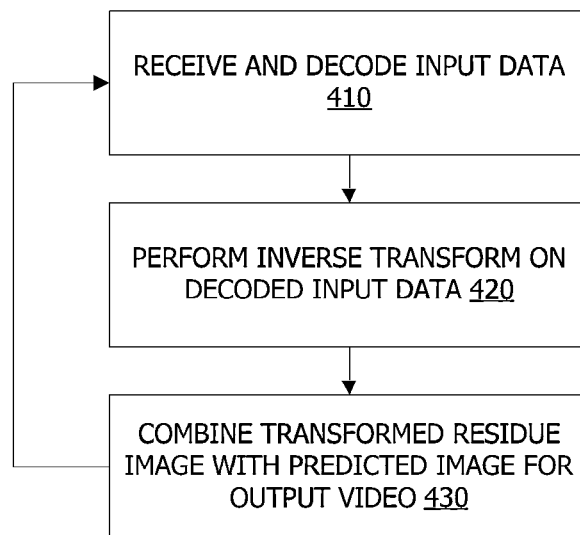 RECEIVE AND DECODE INPUT DATA
410
PERFORM INVERSE TRANSFORM ON
DECODED INPUT DATA 420
COMBINE TRANSFORMED RESIDUE
IMAGE WITH PREDICTED IMAGE FOR
OUTPUT VIDEO 430